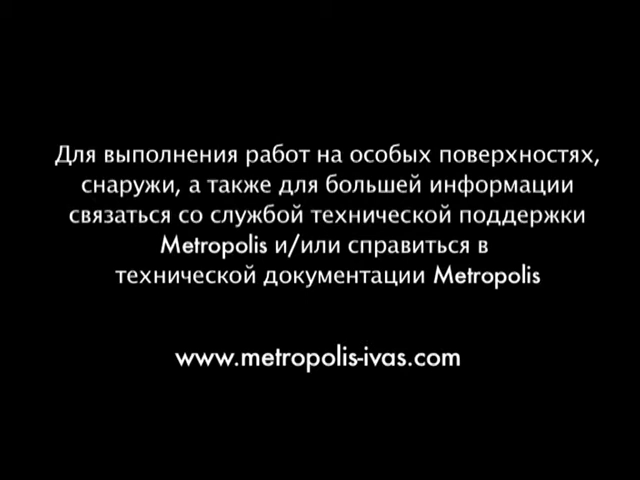 Для выполнения работ на особых поверхностях,
снаружи, а также для большей информации
связаться со службой технической поддержки
Metropolis и/или справиться в
технической документации Metropolis
www.metropolis-ivas.com